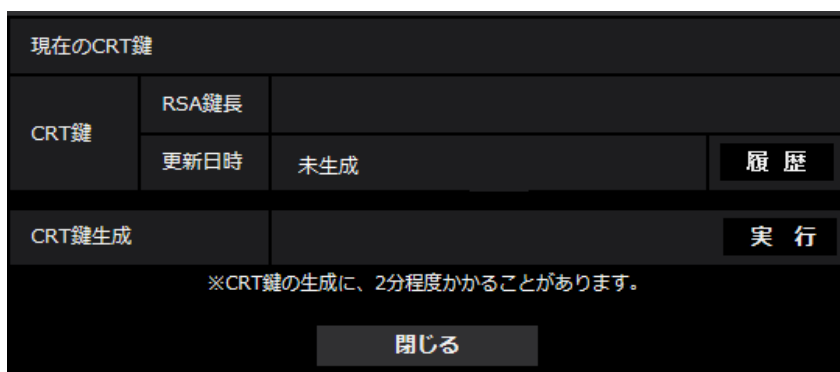 現在のCRT鍵
CRT鍵
RSA鍵長
更新日時 未生成 履 歴
CRT鍵生成 実 行
※CRT鍵の生成に、2分程度かかることがあります。
閉じる